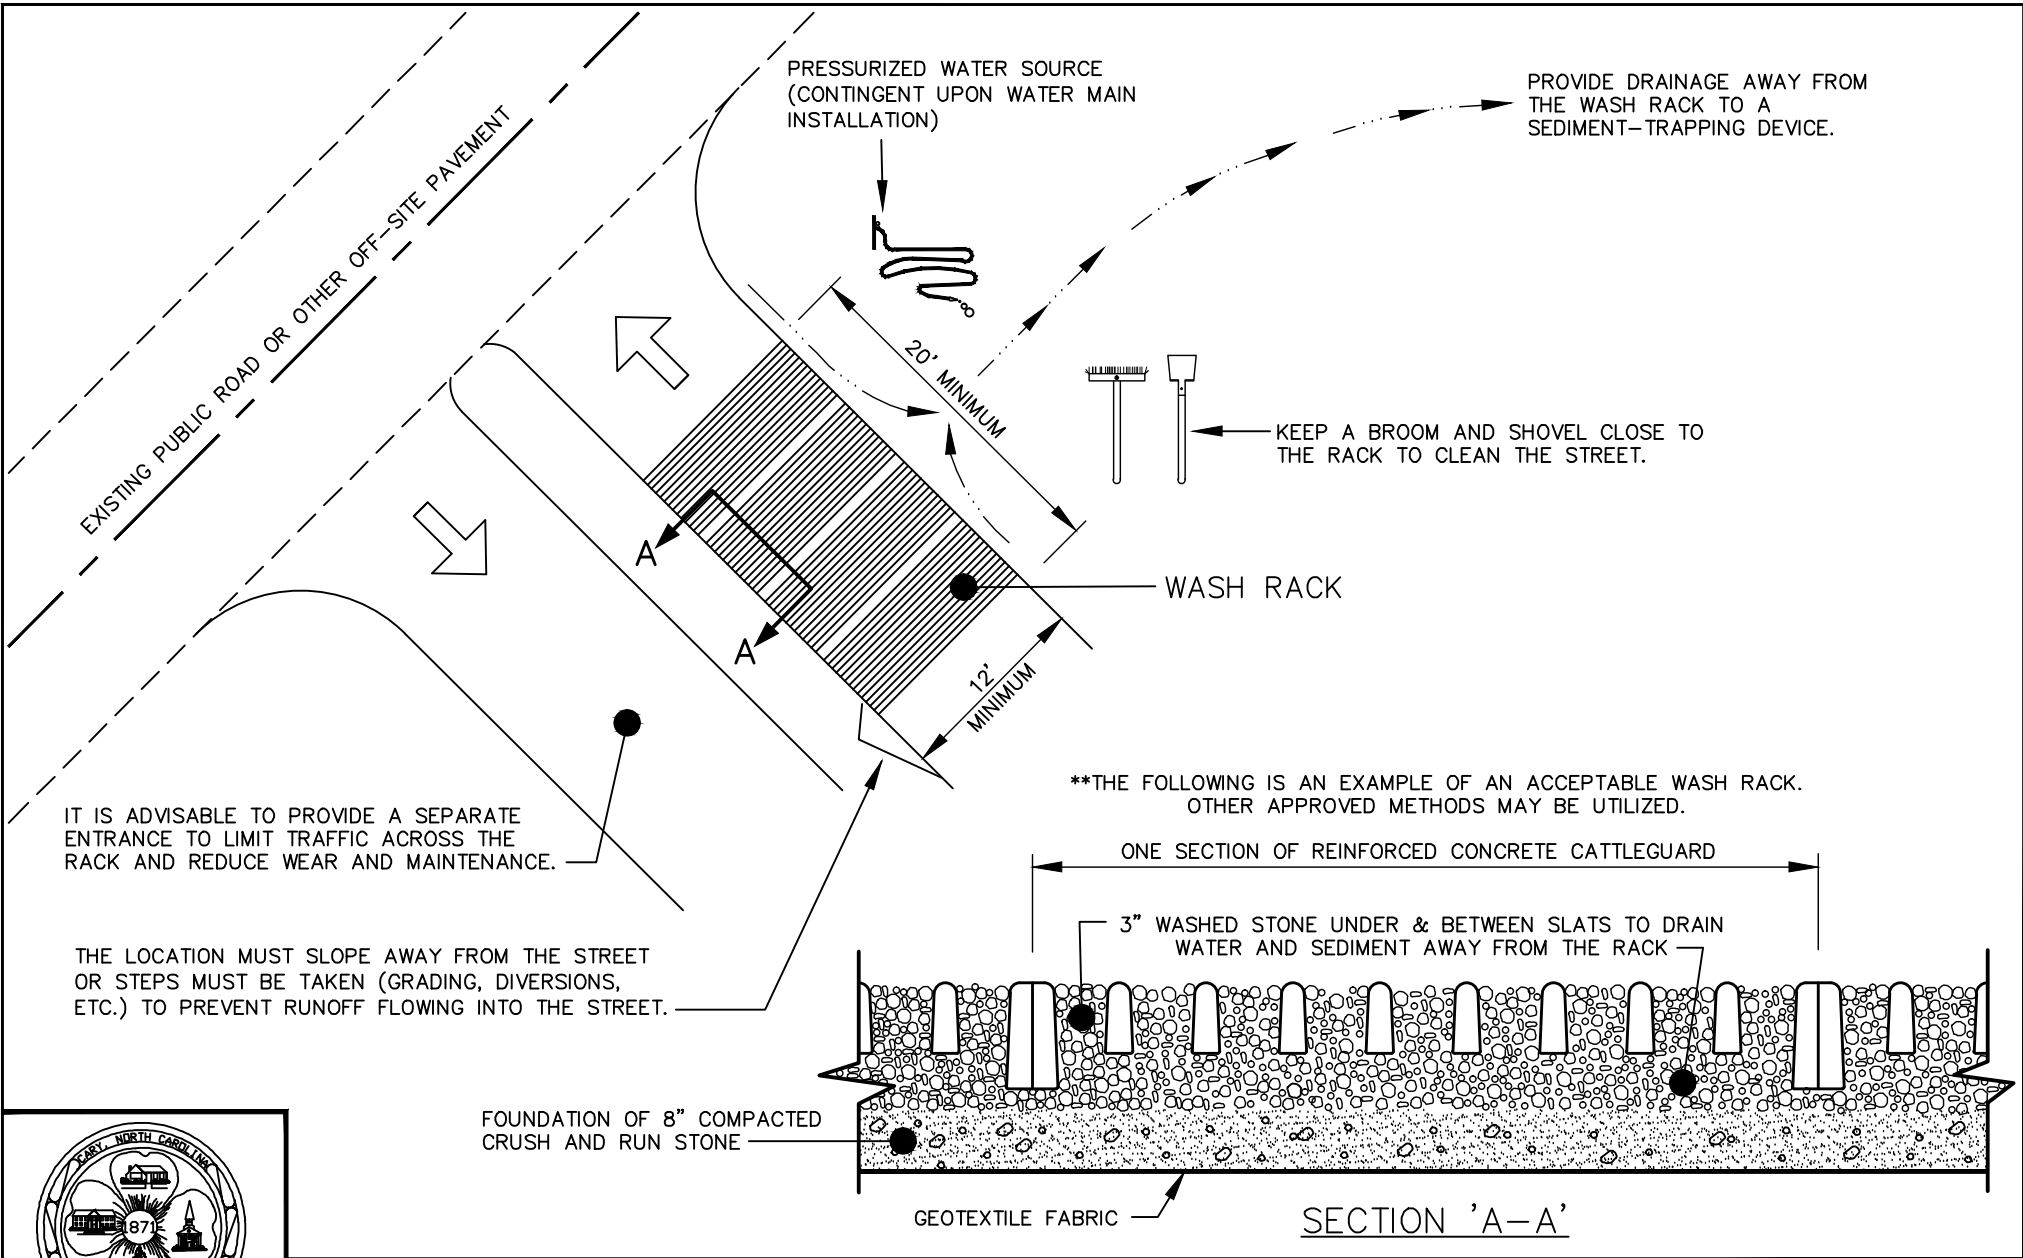 PRESSURIZED WATER SOURCE
(CONTINGENT UPON WATER MAIN
INSTALLATION)
PROVIDE DRAINAGE AWAY FROM
THE WASH RACK TO A
SEDIMENT-TRAPPING DEVICE.
EXISTING PUBLIC ROAD OR OTHER OFF-SITE PAVEMENT
20'
MINIMUM
KEEP A BROOM AND SHOVEL CLOSE TO
THE RACK TO CLEAN THE STREET.
A
A
WASH RACK
12'
MINIMUM
IT IS ADVISABLE TO PROVIDE A SEPARATE
ENTRANCE TO LIMIT TRAFFIC ACROSS THE
RACK AND REDUCE WEAR AND MAINTENANCE.
THE LOCATION MUST SLOPE AWAY FROM THE STREET
OR STEPS MUST BE TAKEN (GRADING, DIVERSIONS,
ETC.) TO PREVENT RUNOFF FLOWING INTO THE STREET.
**THE FOLLOWING IS AN EXAMPLE OF AN ACCEPTABLE WASH RACK.
OTHER APPROVED METHODS MAY BE UTILIZED.
ONE SECTION OF REINFORCED CONCRETE CATTLEGUARD
3" WASHED STONE UNDER & BETWEEN SLATS TO DRAIN
WATER AND SEDIMENT AWAY FROM THE RACK
FOUNDATION OF 8" COMPACTED
CRUSH AND RUN STONE
GEOTEXTILE FABRIC
SECTION 'A-A'
CARY, NORTH CAROLINA
1871